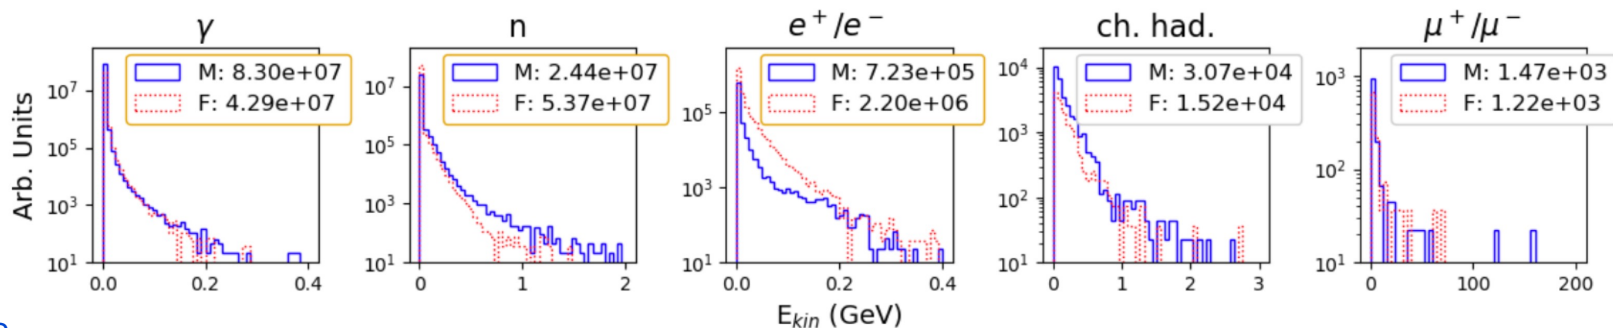 γ
M: 8.30e+07
F: 4.29e+07
Arb. Units
10⁷
10⁵
10³
10¹
0.0 0.2 0.4
n
M: 2.44e+07
F: 5.37e+07
10⁷
10⁵
10³
10¹
0 1 2
e⁺/e⁻
M: 7.23e+05
F: 2.20e+06
10⁵
10³
10¹
0.0 0.2 0.4
E_kin (GeV)
ch. had.
M: 3.07e+04
F: 1.52e+04
10⁴
10³
10²
10¹
0 1 2 3
μ⁺/μ⁻
M: 1.47e+03
F: 1.22e+03
10³
10²
10¹
0 100 200